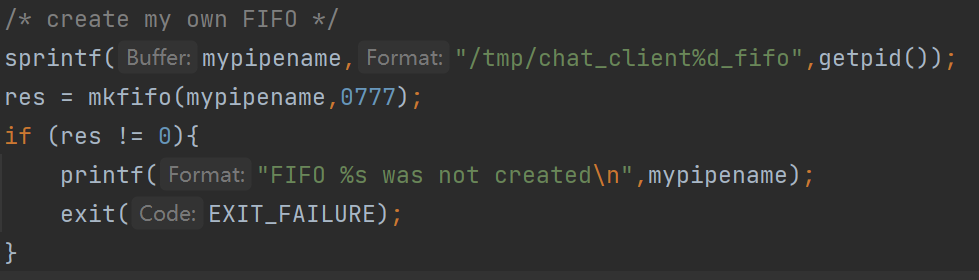 /* create my own FIFO */
sprintf( Buffer: mypipename, Format: "/tmp/chat_client%d_fifo",getpid());
res = mkfifo(mypipename,0777);
if (res != 0){
    printf( Format: "FIFO %s was not created\n",mypipename);
    exit( Code: EXIT_FAILURE);
}